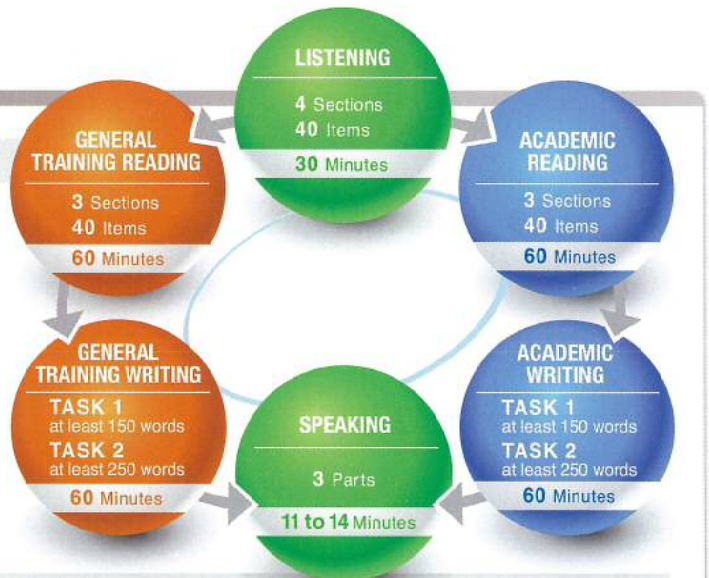 LISTENING
4 Sections
40 Items
30 Minutes
GENERAL
TRAINING READING
3 Sections
40 Items
60 Minutes
ACADEMIC
READING
3 Sections
40 Items
60 Minutes
GENERAL
TRAINING WRITING
TASK 1
at least 150 words
TASK 2
at least 250 words
60 Minutes
ACADEMIC
WRITING
TASK 1
at least 150 words
TASK 2
at least 250 words
60 Minutes
SPEAKING
3 Parts
11 to 14 Minutes